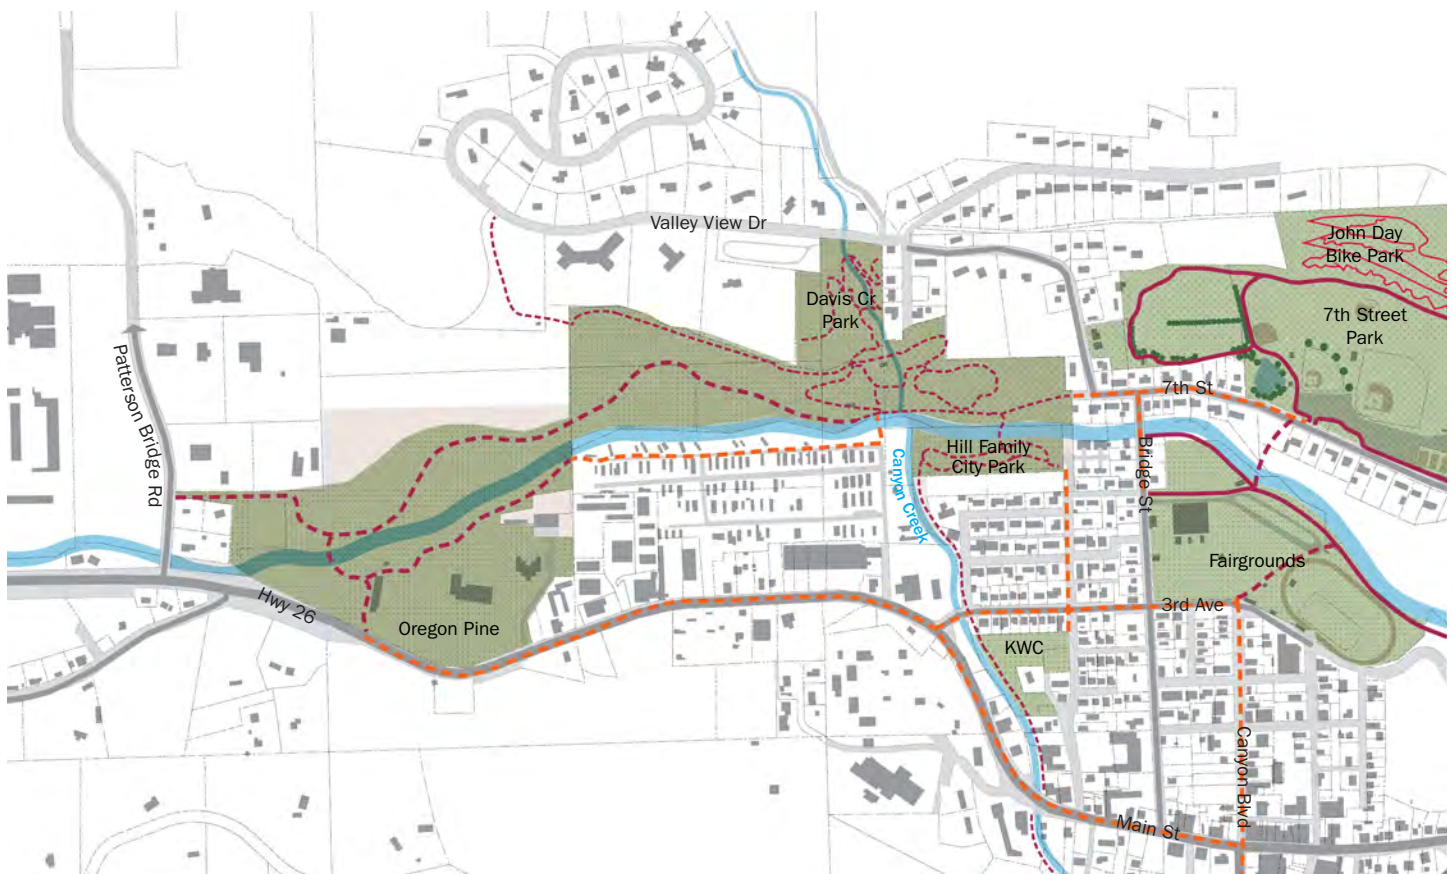 Valley View Dr
John Day
Bike Park
Davis Cr
Park
7th Street
Park
Patterson Bridge Rd
7th St
Hill Family
City Park
Bridge St
Canyon Creek
Fairgrounds
Hwy 26
3rd Ave
Oregon Pine
KWC
Canyon Blvd
Main St